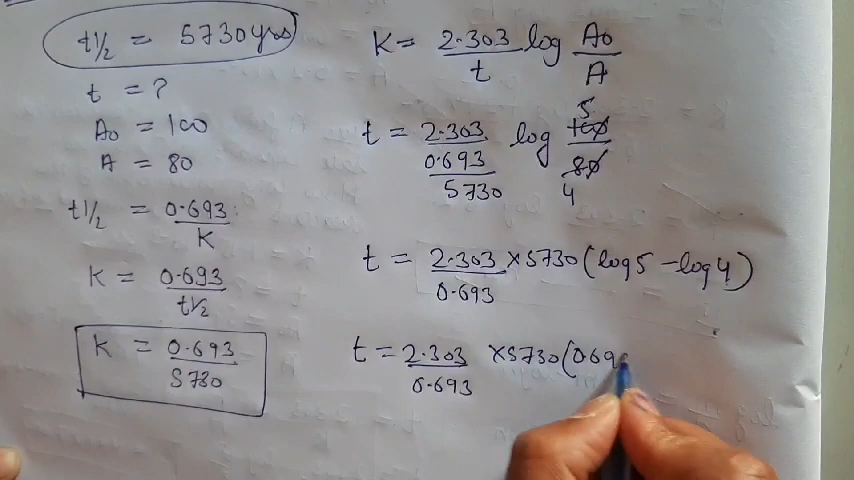 t1/2 = 5730yrs
t = ?
A0 = 100
A = 80
t1/2 = 0.693/K
K = 0.693/t1/2
K = 0.693/5730
K = 2.303/t log A0/A
t = 2.303/(0.693/5730) log 100/80
5
4
t = 2.303/0.693 × 5730 (log5 - log4)
t = 2.303/0.693 × 5730 (0.69